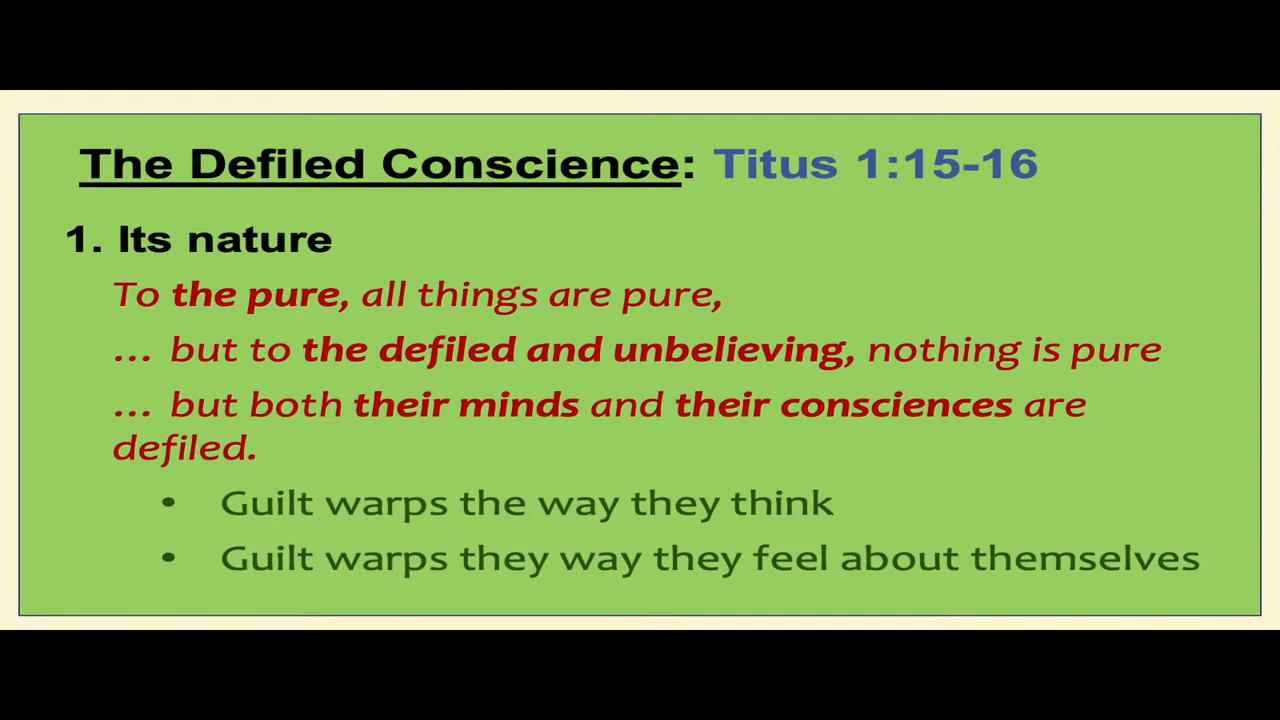 The Defiled Conscience: Titus 1:15-16
1. Its nature
To the pure, all things are pure,
... but to the defiled and unbelieving, nothing is pure
... but both their minds and their consciences are
defiled.
• Guilt warps the way they think
• Guilt warps they way they feel about themselves